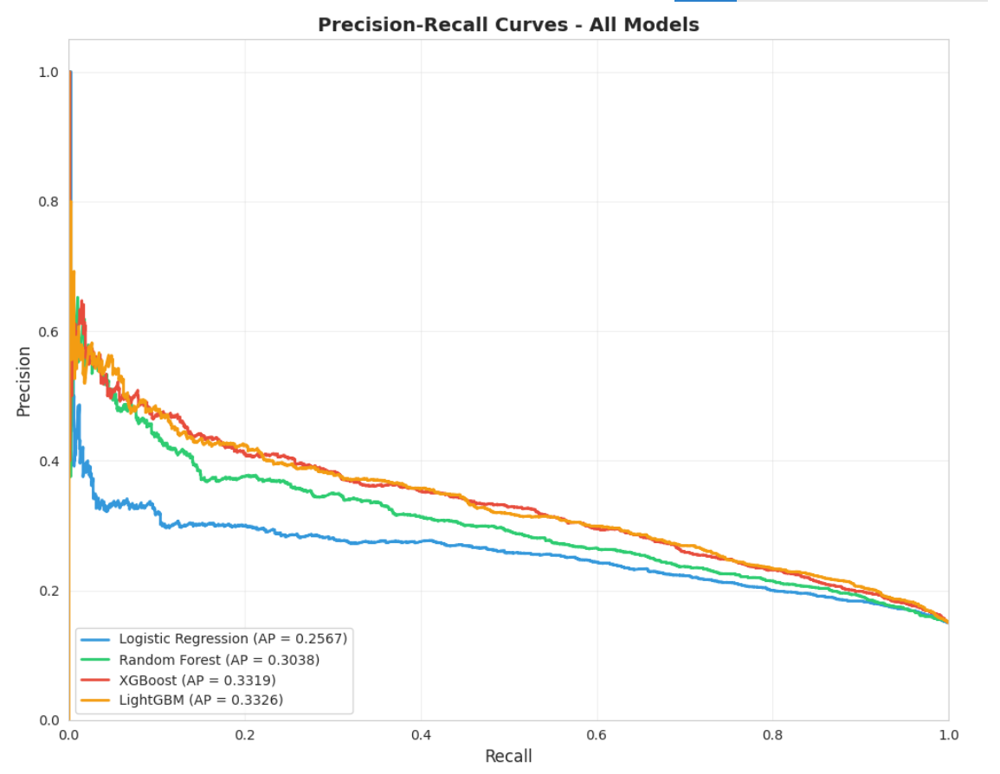 Precision-Recall Curves - All Models
1.0
0.8
0.6
0.4
0.2
0.0
Precision
Logistic Regression (AP = 0.2567)
Random Forest (AP = 0.3038)
XGBoost (AP = 0.3319)
LightGBM (AP = 0.3326)
0.0 0.2 0.4 0.6 0.8 1.0
Recall